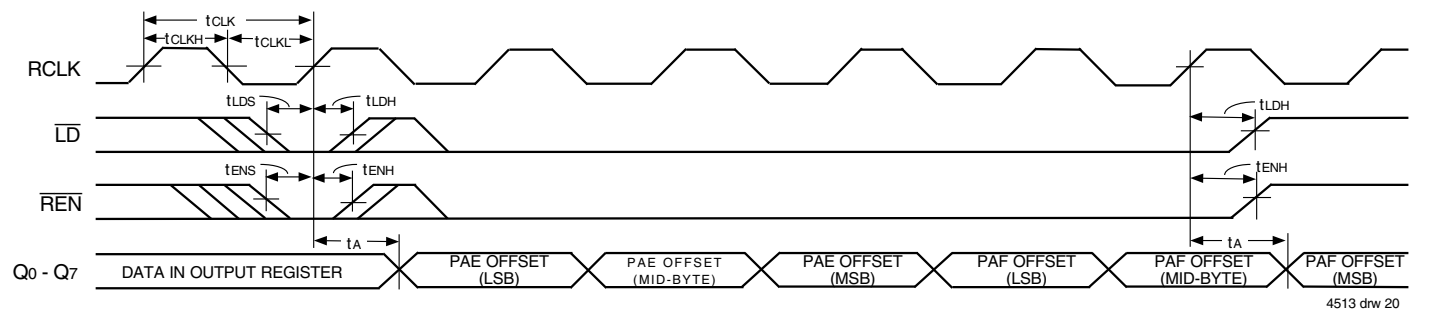 tCLK
tCLKH
tCLKL
RCLK
tLDS
tLDH
tLDH
LD
tENS
tENH
tENH
REN
tA
tA
Q0 - Q7
DATA IN OUTPUT REGISTER
PAE OFFSET
(LSB)
PAE OFFSET
(MID-BYTE)
PAE OFFSET
(MSB)
PAF OFFSET
(LSB)
PAF OFFSET
(MID-BYTE)
PAF OFFSET
(MSB)
4513 drw 20